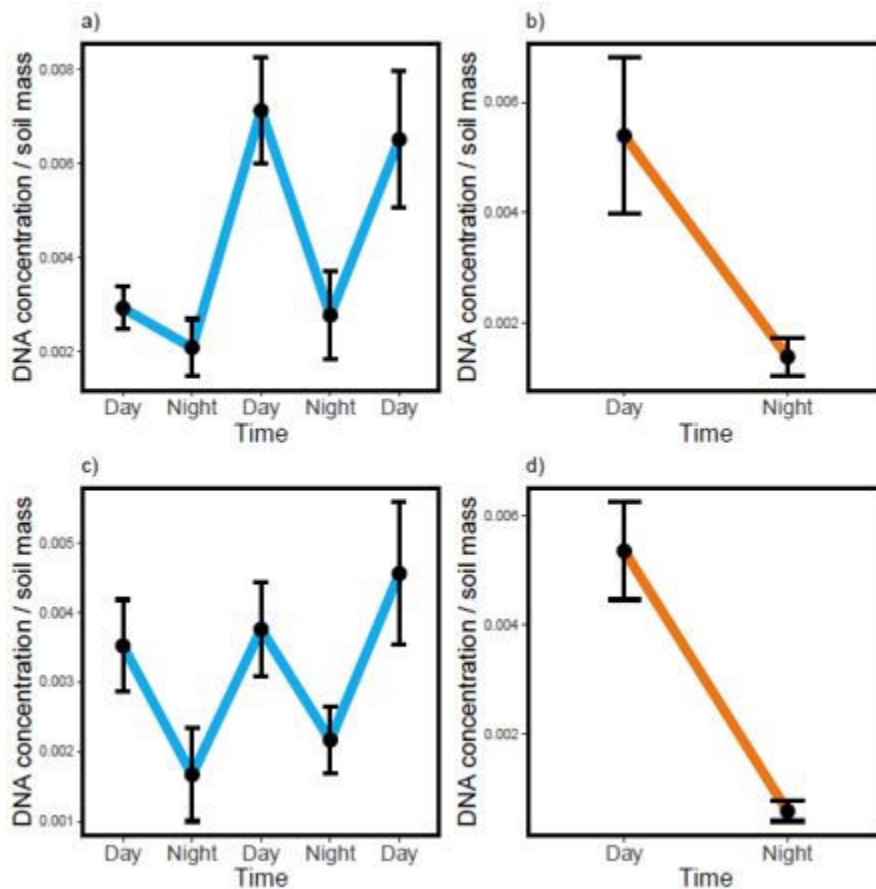 a)
DNA concentration / soil mass
0.008
0.006
0.004
0.002
Day Night Day Night Day
Time
b)
DNA concentration / soil mass
0.006
0.004
0.002
Day Night
Time
c)
DNA concentration / soil mass
0.005
0.004
0.003
0.002
0.001
Day Night Day Night Day
Time
d)
DNA concentration / soil mass
0.006
0.004
0.002
Day Night
Time